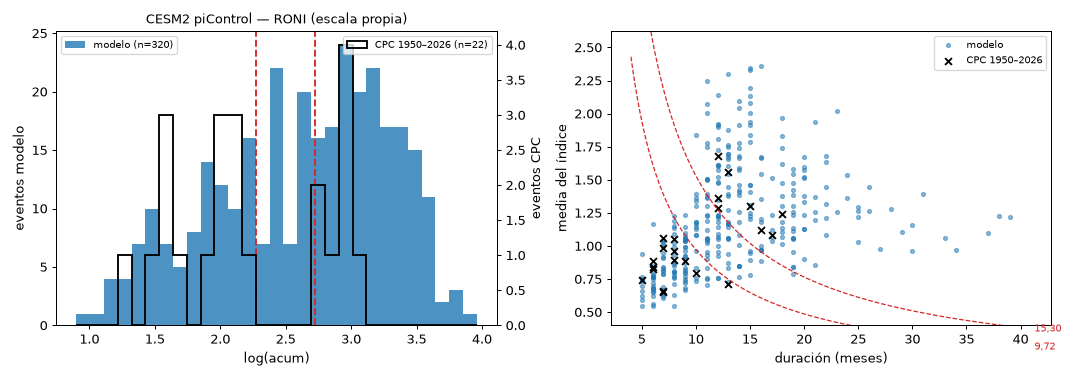 CESM2 piControl — RONI (escala propia)
modelo (n=320)
CPC 1950–2026 (n=22)
25
20
15
10
5
0
eventos modelo
4.0
3.5
3.0
2.5
2.0
1.5
1.0
0.5
0.0
eventos CPC
1.0 1.5 2.0 2.5 3.0 3.5 4.0
log(acum)
modelo
CPC 1950–2026
2.50
2.25
2.00
1.75
1.50
1.25
1.00
0.75
0.50
media del índice
5 10 15 20 25 30 35 40
duración (meses)
15,30
9,72